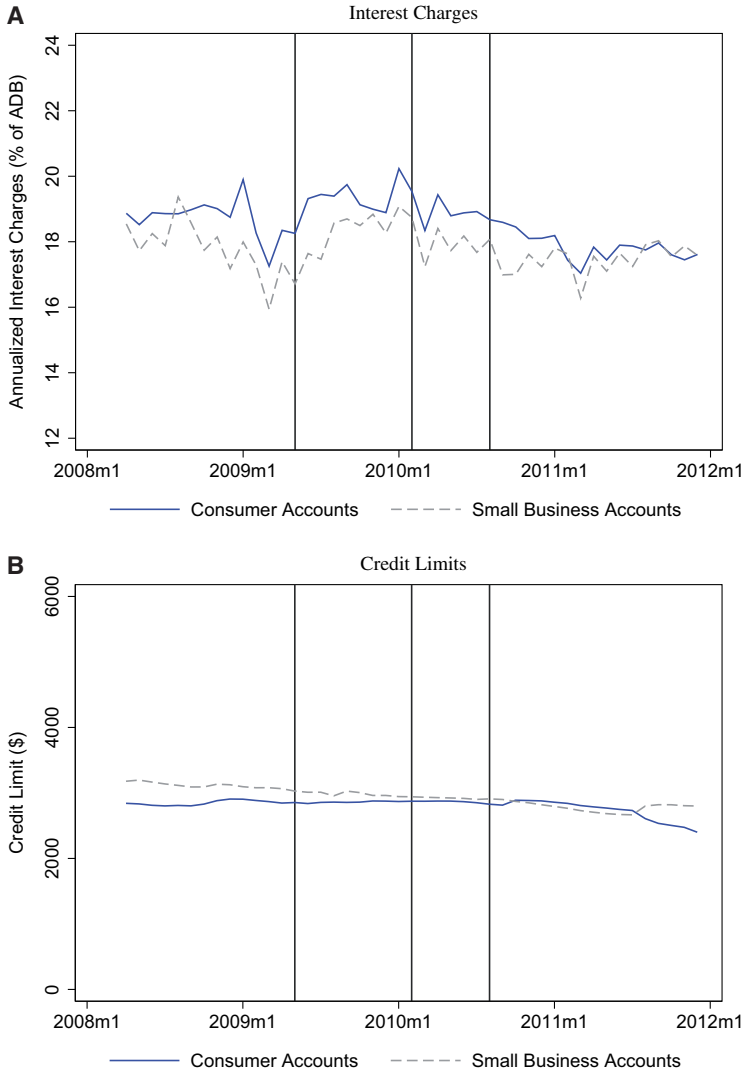 A
Interest Charges
Annualized Interest Charges (% of ADB)
24
22
20
18
16
14
12
2008m1 2009m1 2010m1 2011m1 2012m1
Consumer Accounts Small Business Accounts
B
Credit Limits
Credit Limit ($)
6000
4000
2000
0
2008m1 2009m1 2010m1 2011m1 2012m1
Consumer Accounts Small Business Accounts